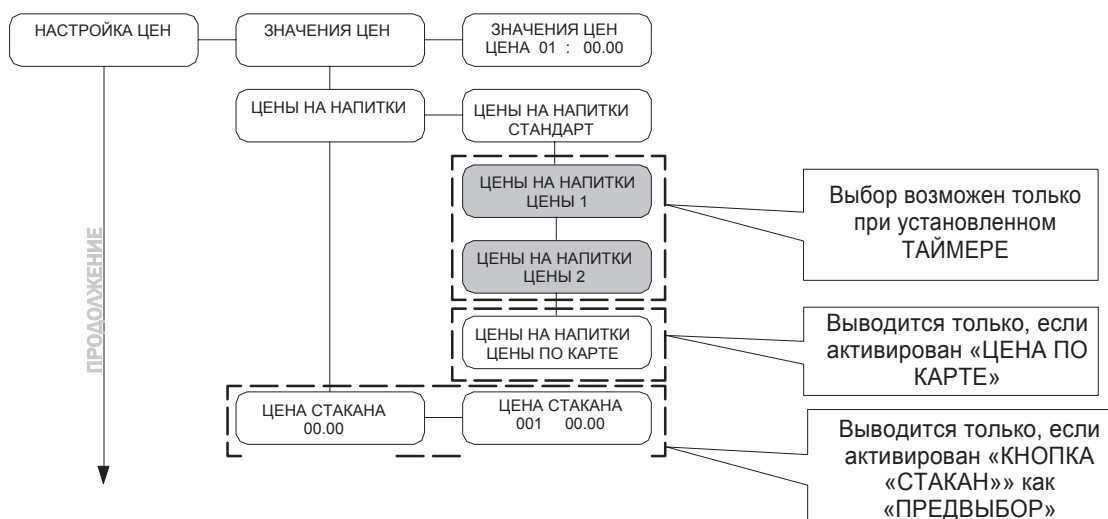 НАСТРОЙКА ЦЕН
ЗНАЧЕНИЯ ЦЕН
ЗНАЧЕНИЯ ЦЕН
ЦЕНА 01 : 00.00
ЦЕНЫ НА НАПИТКИ
ЦЕНЫ НА НАПИТКИ
СТАНДАРТ
ЦЕНЫ НА НАПИТКИ
ЦЕНЫ 1
ЦЕНЫ НА НАПИТКИ
ЦЕНЫ 2
Выбор возможен только
при установленном
ТАЙМЕРЕ
ПРОДОЛЖЕНИЕ
ЦЕНЫ НА НАПИТКИ
ЦЕНЫ ПО КАРТЕ
Выводится только, если
активирован «ЦЕНА ПО
КАРТЕ»
ЦЕНА СТАКАНА
00.00
ЦЕНА СТАКАНА
001 00.00
Выводится только, если
активирован «КНОПКА
«СТАКАН»» как
«ПРЕДВЫБОР»